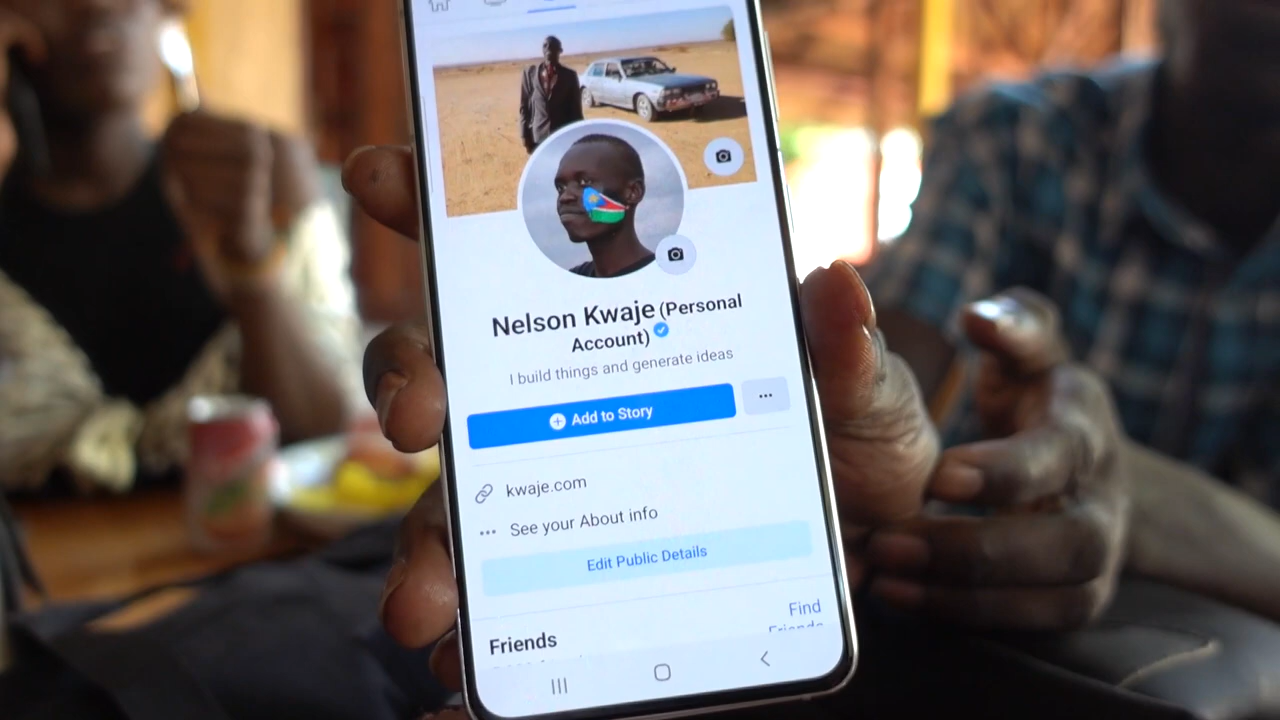 Nelson Kwaje (Personal
Account)
I build things and generate ideas
Add to Story
kwaje.com
See your About info
Edit Public Details
Friends
Find
Friends